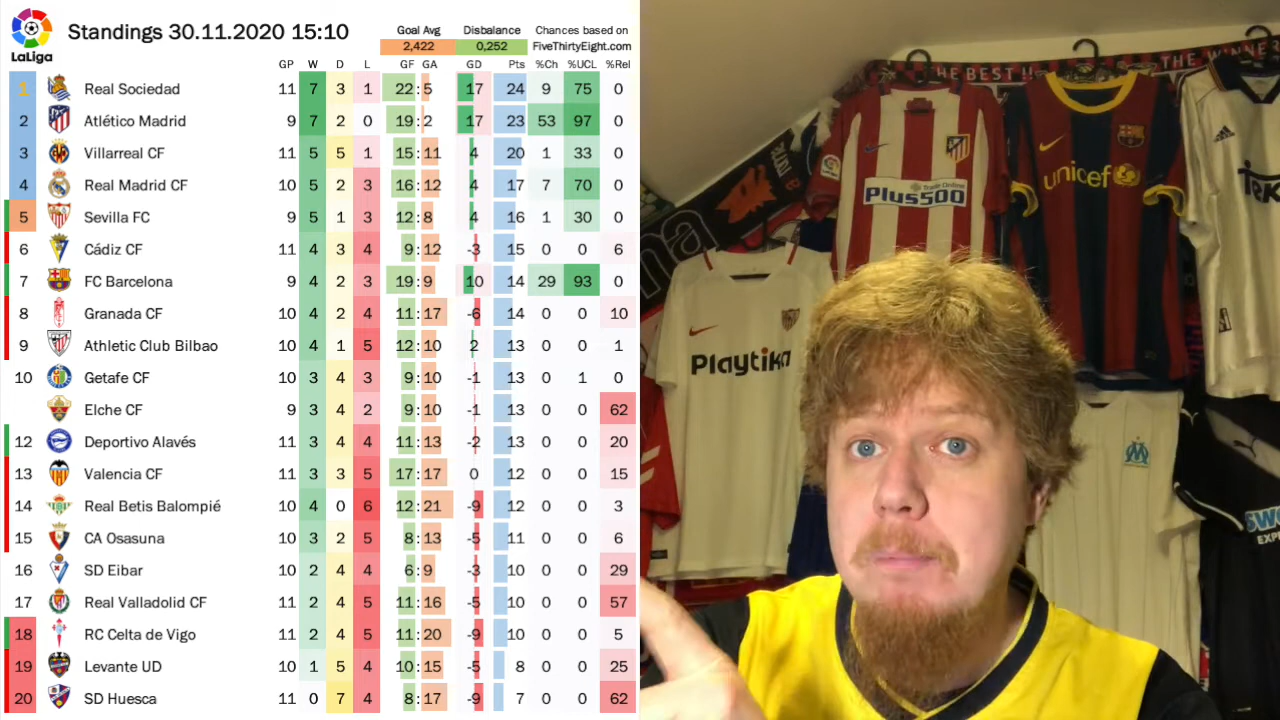 LaLiga
Standings 30.11.2020 15:10
Goal Avg Disbalance Chances based on
2,422 0,252 FiveThirtyEight.com
GP W D L GF GA GD Pts %Ch %UCL %Rel
1 Real Sociedad 11 7 3 1 22:5 17 24 9 75 0
2 Atlético Madrid 9 7 2 0 19:2 17 23 53 97 0
3 Villarreal CF 11 5 5 1 15:11 4 20 1 33 0
4 Real Madrid CF 10 5 2 3 16:12 4 17 7 70 0
5 Sevilla FC 9 5 1 3 12:8 4 16 1 30 0
6 Cádiz CF 11 4 3 4 9:12 -3 15 0 0 6
7 FC Barcelona 9 4 2 3 19:9 10 14 29 93 0
8 Granada CF 10 4 2 4 11:17 -6 14 0 0 10
9 Athletic Club Bilbao 10 4 1 5 12:10 2 13 0 0 1
10 Getafe CF 10 3 4 3 9:10 -1 13 0 1 0
Elche CF 9 3 4 2 9:10 -1 13 0 0 62
12 Deportivo Alavés 11 3 4 4 11:13 -2 13 0 0 20
13 Valencia CF 11 3 3 5 17:17 0 12 0 0 15
14 Real Betis Balompié 10 4 0 6 12:21 -9 12 0 0 3
15 CA Osasuna 10 3 2 5 8:13 -5 11 0 0 6
16 SD Eibar 10 2 4 4 6:9 -3 10 0 0 29
17 Real Valladolid CF 11 2 4 5 11:16 -5 10 0 0 57
18 RC Celta de Vigo 11 2 4 5 11:20 -9 10 0 0 5
19 Levante UD 10 1 5 4 10:15 -5 8 0 0 25
20 SD Huesca 11 0 7 4 8:17 -9 7 0 0 62
THE BEST !! THE WINNER
Trade Online
Plus500
unicef
Playtika